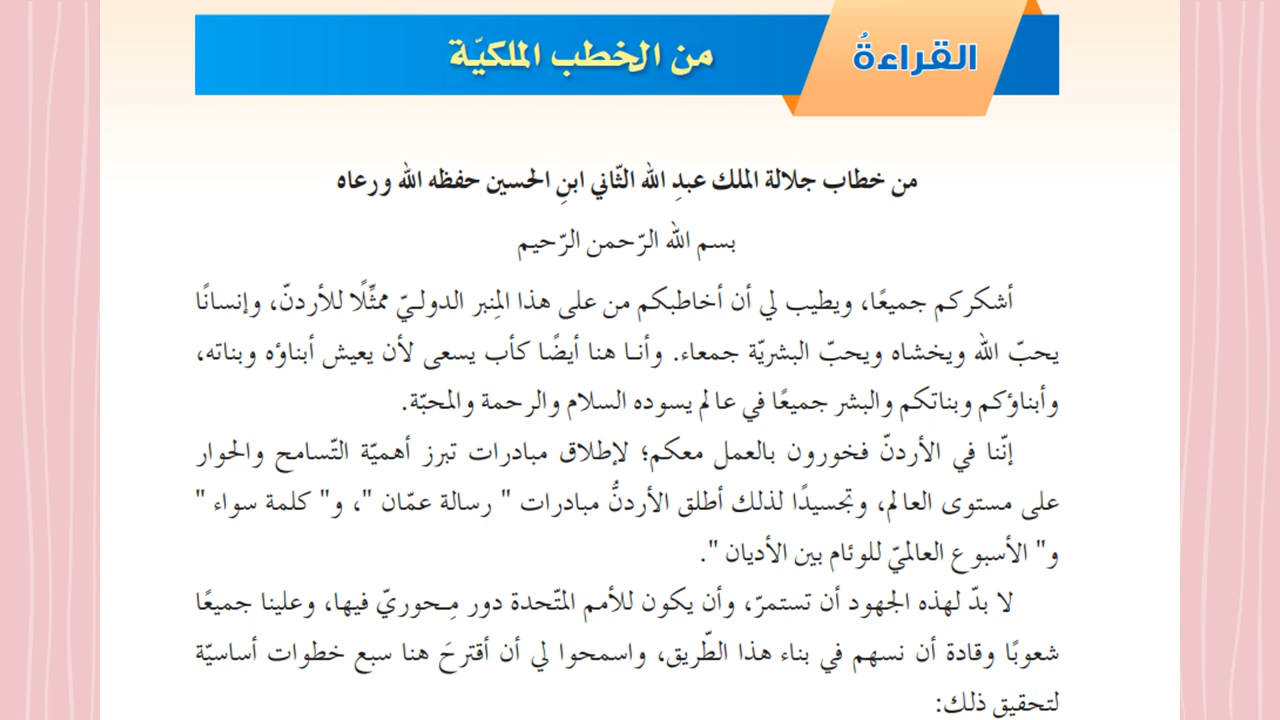 القراءةُ
من الخطب الملكيّة
من خطاب جلالة الملك عبدِ الله الثّاني ابنِ الحسين حفظه الله ورعاه
بسم الله الرّحمن الرّحيم
أشكركم جميعًا، ويطيب لي أن أخاطبكم من على هذا المِنبر الدوليّ ممثِّلًا للأردنّ، وإنسانًا
يحبّ الله ويخشاه ويحبّ البشريّة جمعاء. وأنا هنا أيضًا كأب يسعى لأن يعيش أبناؤه وبناته،
وأبناؤكم وبناتكم والبشر جميعًا في عالم يسوده السلام والرحمة والمحبّة.
إنّنا في الأردنّ فخورون بالعمل معكم؛ لإطلاق مبادرات تبرز أهميّة التّسامح والحوار
على مستوى العالم، وتجسيدًا لذلك أطلق الأردنُّ مبادرات " رسالة عمّان "، و" كلمة سواء "
و" الأسبوع العالميّ للوئام بين الأديان ".
لا بدّ لهذه الجهود أن تستمرّ، وأن يكون للأمم المتّحدة دور مِحوريّ فيها، وعلينا جميعًا
شعوبًا وقادة أن نسهم في بناء هذا الطّريق، واسمحوا لي أن أقترحَ هنا سبع خطوات أساسيّة
لتحقيق ذلك: